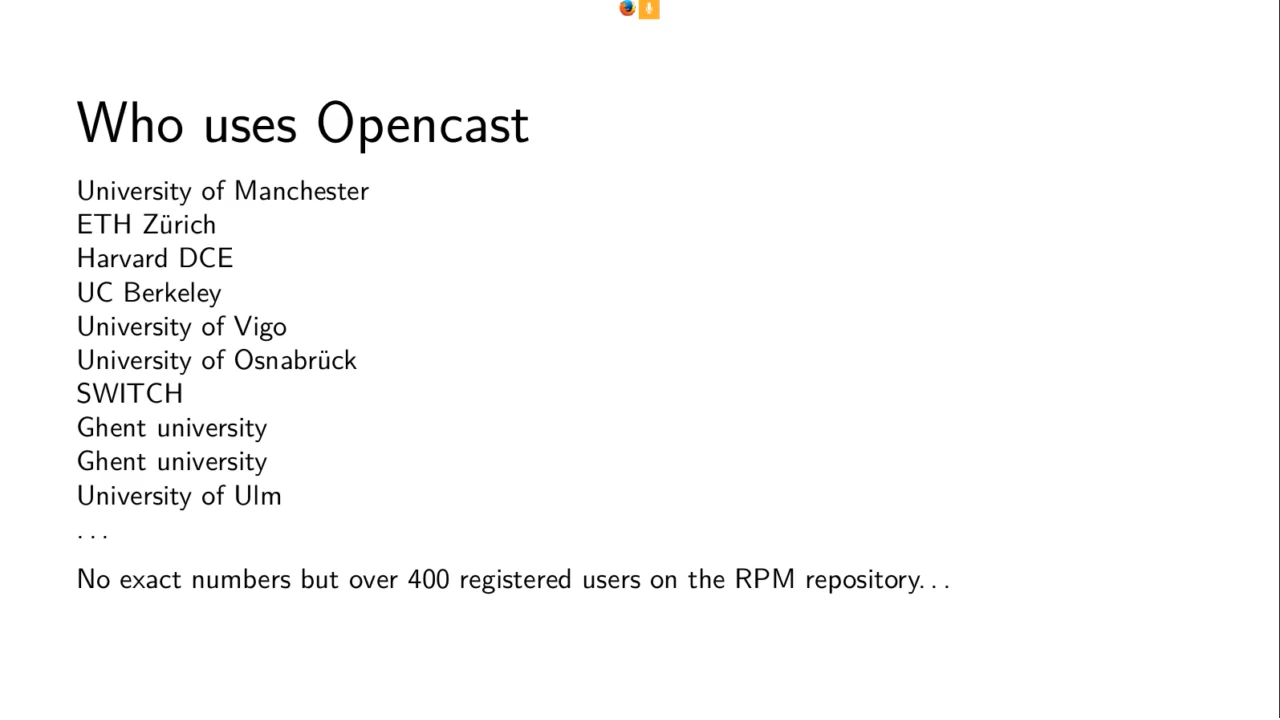 Who uses Opencast
University of Manchester
ETH Zürich
Harvard DCE
UC Berkeley
University of Vigo
University of Osnabrück
SWITCH
Ghent university
Ghent university
University of Ulm
. . .
No exact numbers but over 400 registered users on the RPM repository. . .